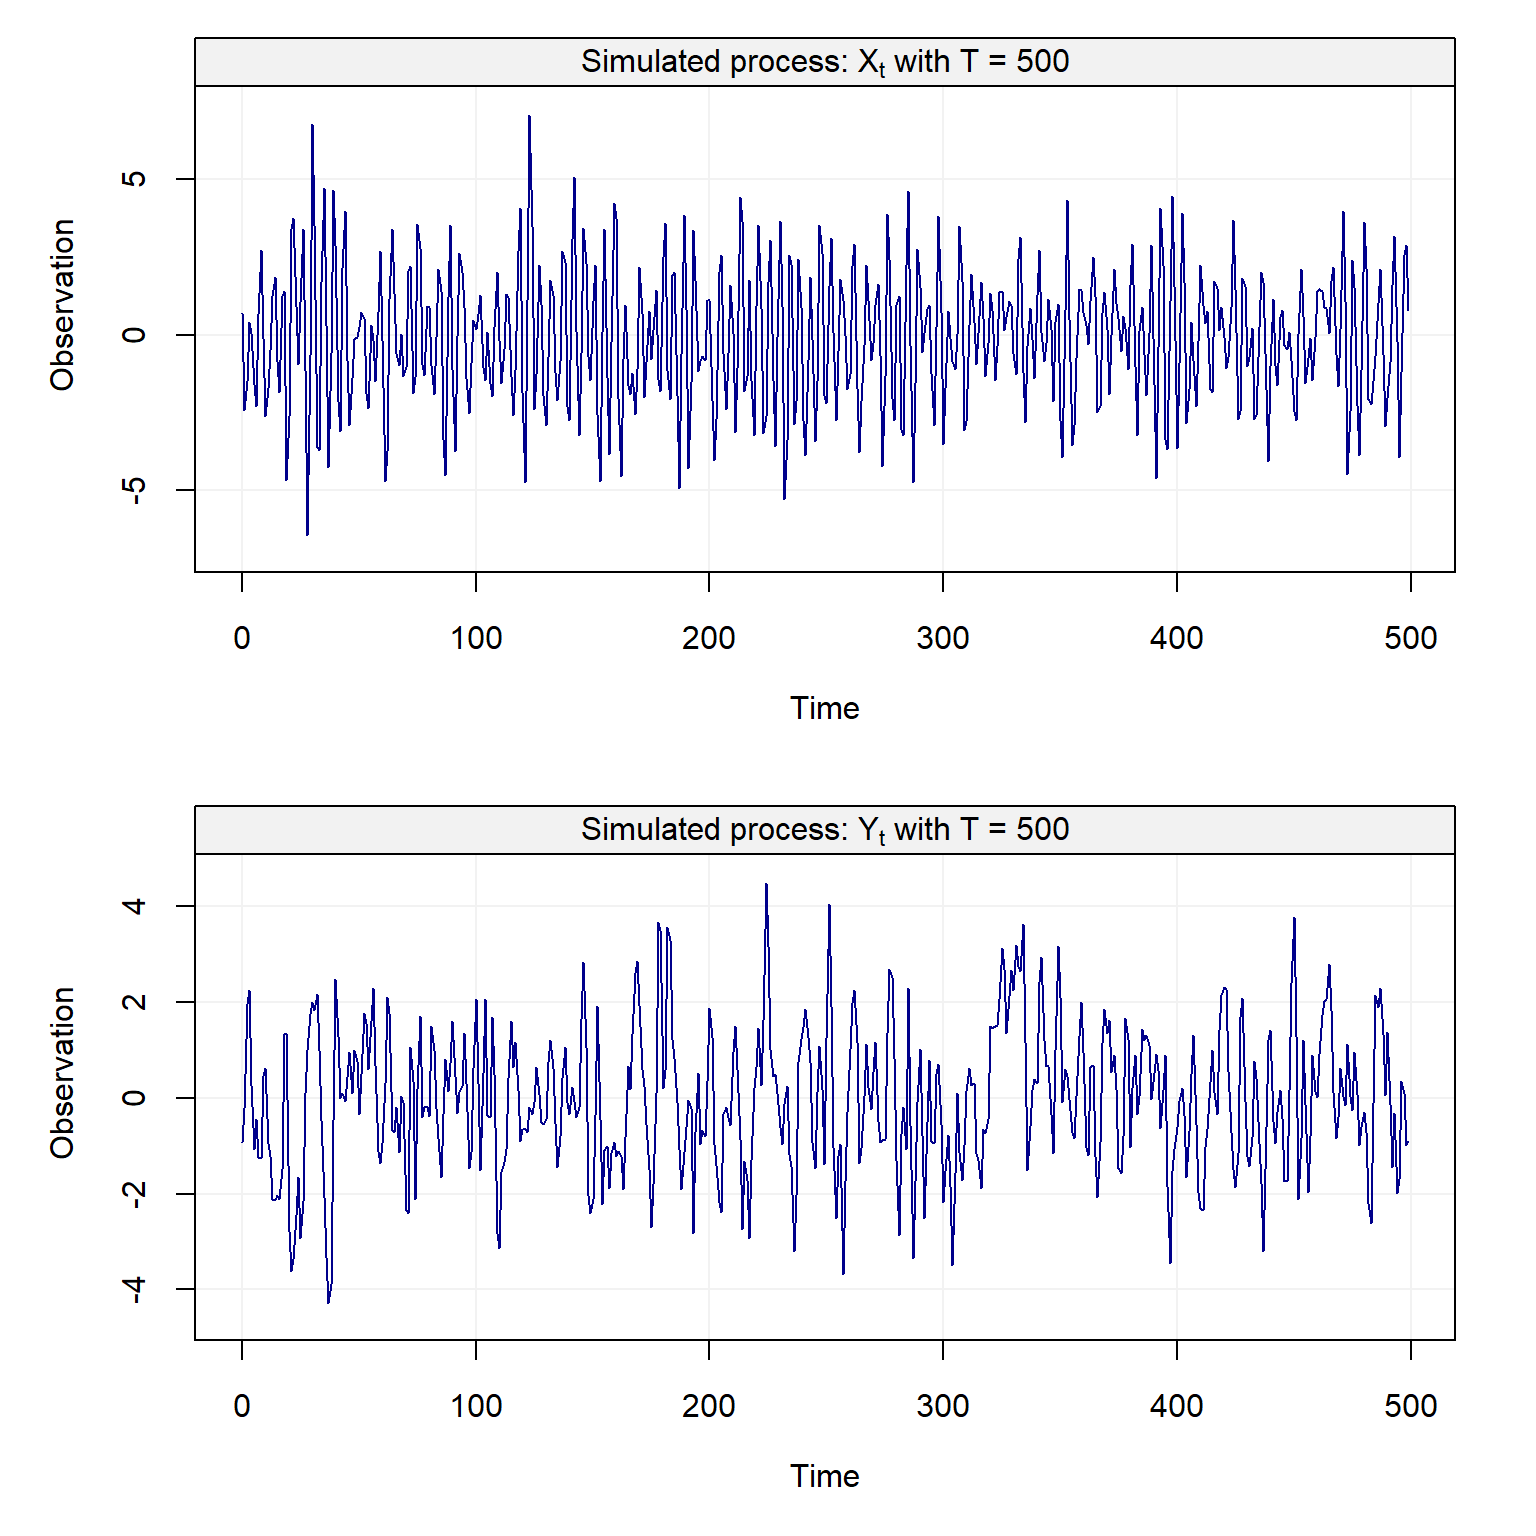 Simulated process: Xt with T = 500
Observation
5
0
-5
0 100 200 300 400 500
Time
Simulated process: Yt with T = 500
Observation
4
2
0
-2
-4
0 100 200 300 400 500
Time